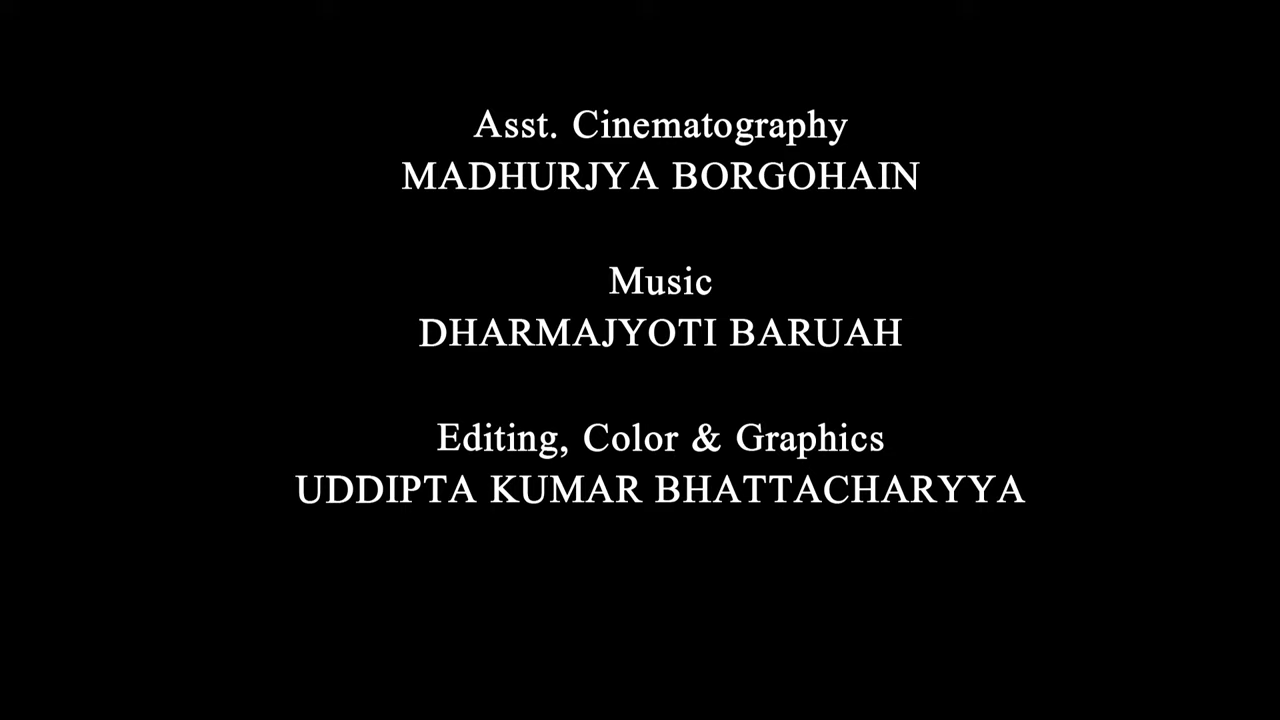 Asst. Cinematography
MADHURJYA BORGOHAIN
Music
DHARMAJYOTI BARUAH
Editing, Color & Graphics
UDDIPTA KUMAR BHATTACHARYYA